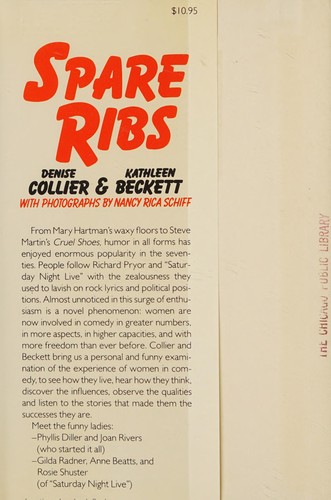 $10.95
SPARE
RIBS
DENISE KATHLEEN
COLLIER & BECKETT
WITH PHOTOGRAPHS BY NANCY RICA SCHIFF
From Mary Hartman's waxy floors to Steve
Martin's Cruel Shoes, humor in all forms has
enjoyed enormous popularity in the seven-
ties. People follow Richard Pryor and "Satur-
day Night Live" with the zealousness they
used to lavish on rock lyrics and political posi-
tions. Almost unnoticed in this surge of enthu-
siasm is a novel phenomenon: women are
now involved in comedy in greater numbers,
in more aspects, in higher capacities, and with
more freedom than ever before. Collier and
Beckett bring us a personal and funny exami-
nation of the experience of women in com-
edy, to see how they live, hear how they think,
discover the influences, observe the qualities
and listen to the stories that made them the
successes they are.
Meet the funny ladies:
–Phyllis Diller and Joan Rivers
(who started it all)
–Gilda Radner, Anne Beatts, and
Rosie Shuster
(of "Saturday Night Live")
THE CHICAGO PUBLIC LIBRARY